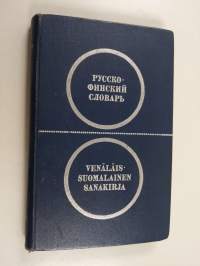 РУССКО-
ФИНСКИЙ
СЛОВАРЬ
VENÄLÄIS-
SUOMALAINEN
SANAKIRJA